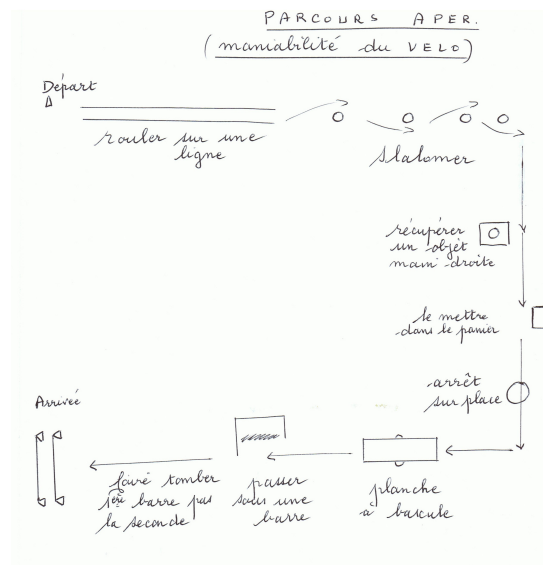 PARCOURS APER.
(maniabilité du VELO)
Départ
rouler sur une
ligne
slalomer
récupérer
un objet
main droite
le mettre
dans le panier
arrêt
sur place
planche
à bascule
passer
sous une
barre
faire tomber
1ère barre pas
la seconde
Arrivée